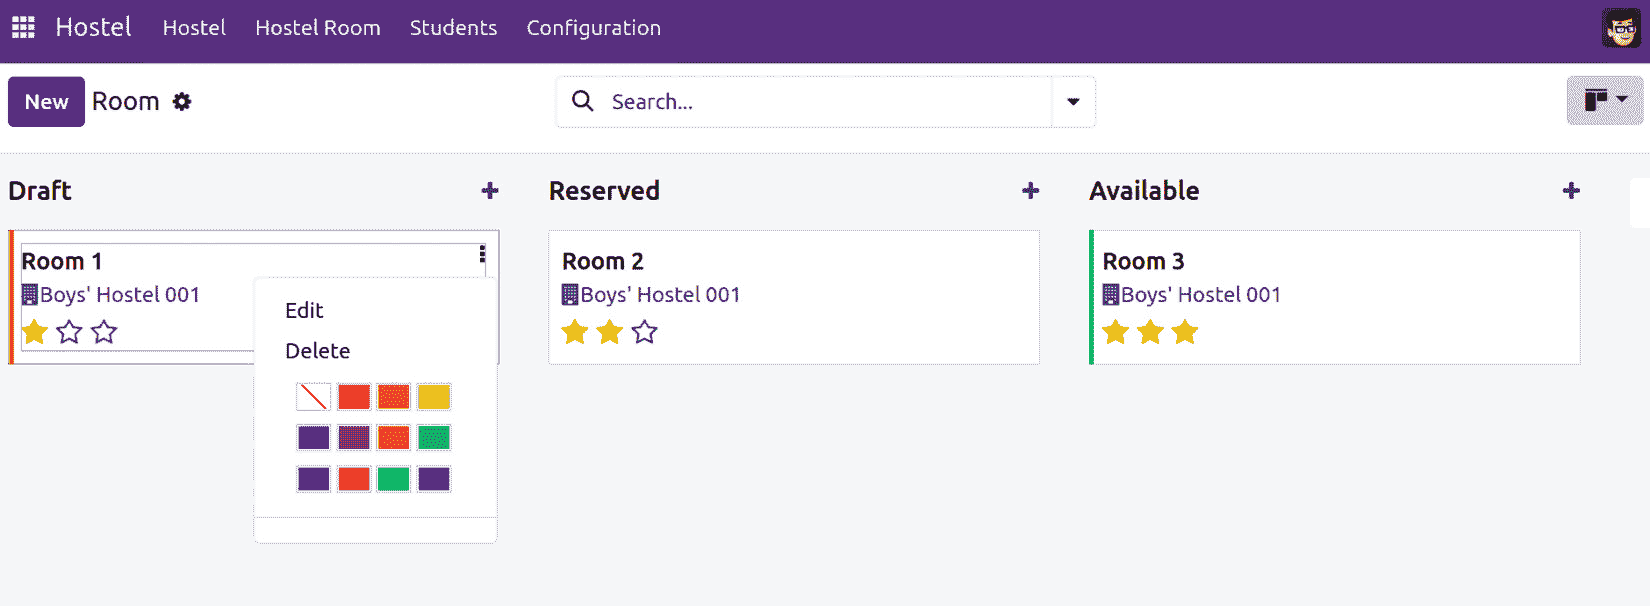 Hostel Hostel Hostel Room Students Configuration
New Room Search...
Draft + Reserved + Available +
Room 1 Room 2 Room 3
Boys' Hostel 001 Boys' Hostel 001 Boys' Hostel 001
Edit
Delete